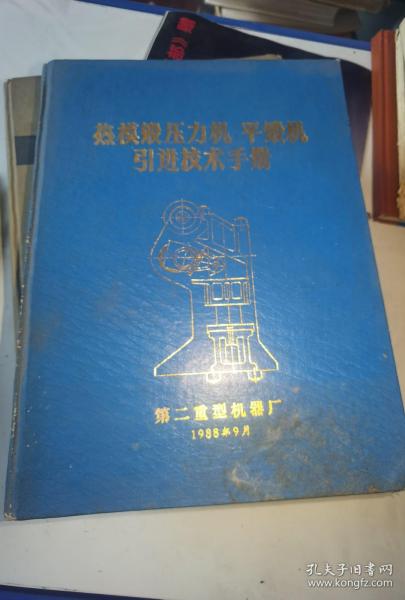 热模锻压力机 平锻机
引进技术手册
第二重型机器厂
1988年9月
孔夫子旧书网
www.kongfz.com